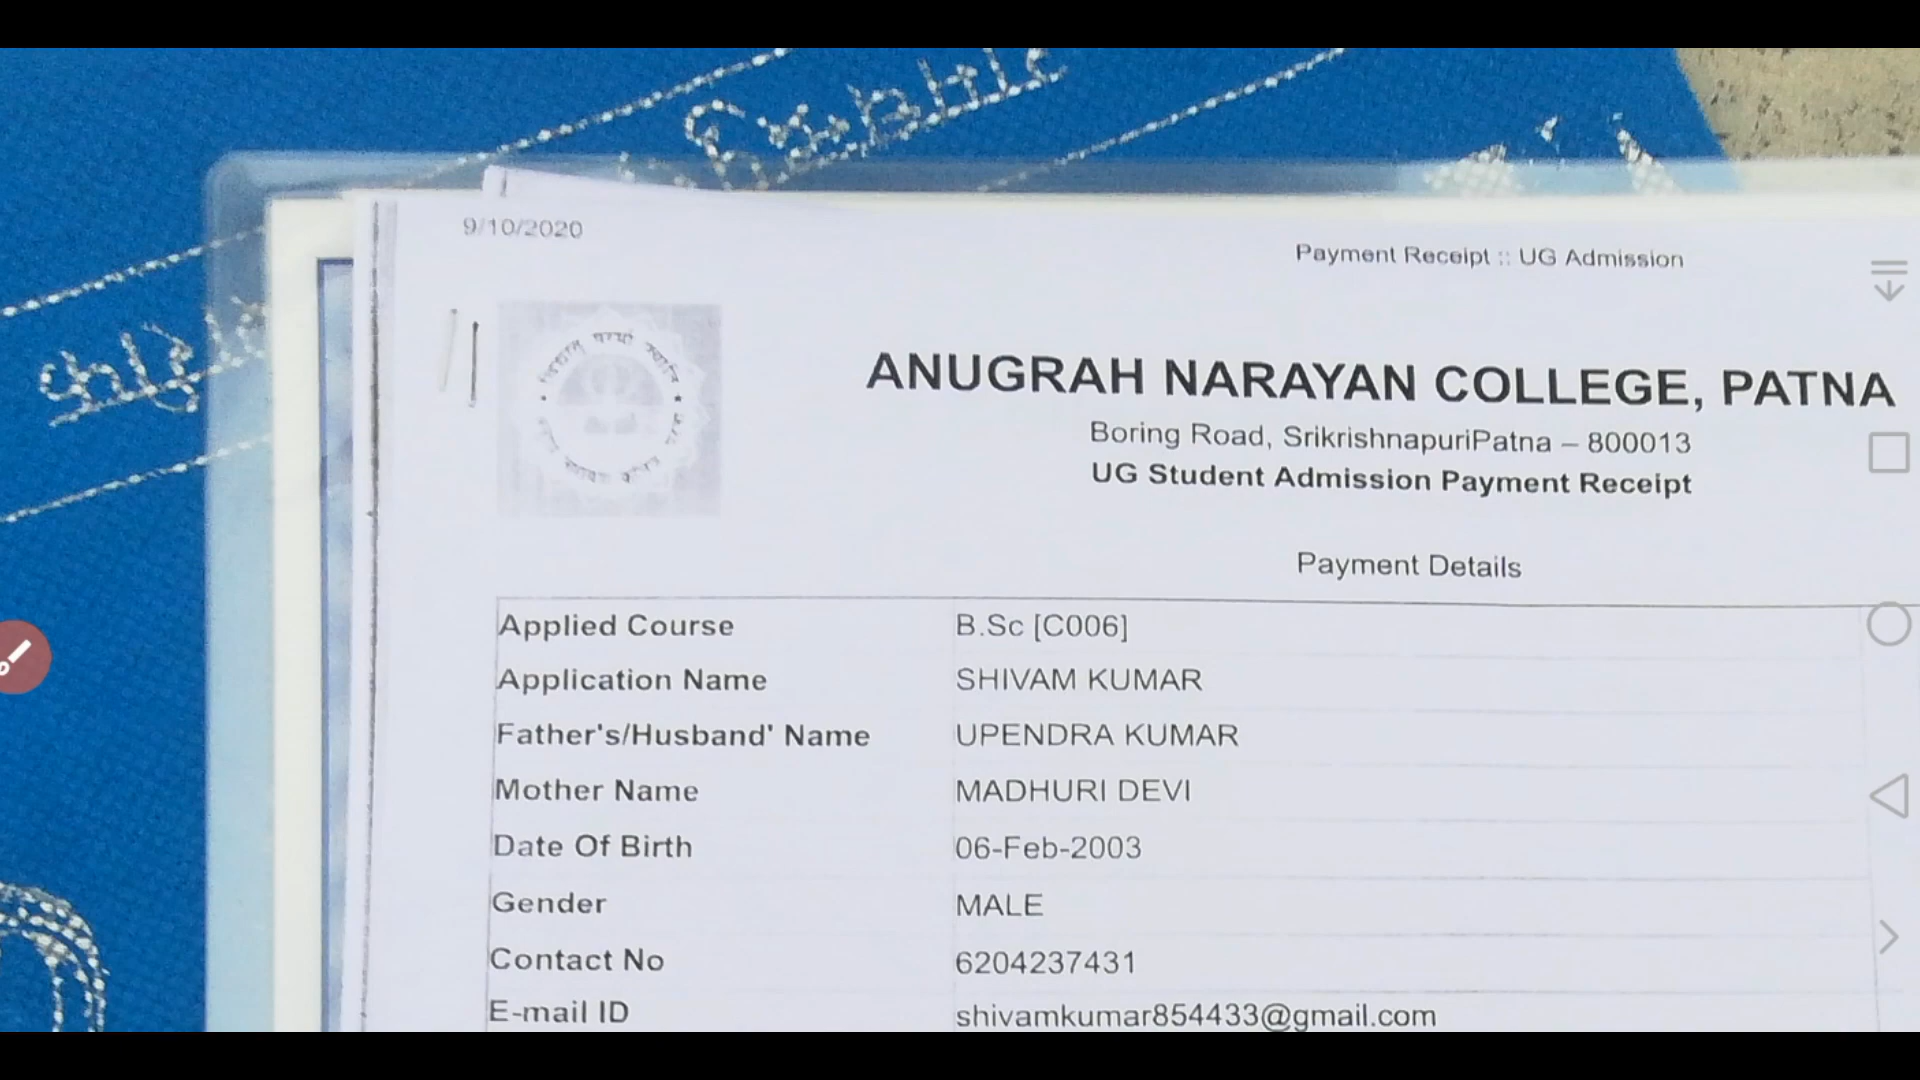 9/10/2020
Payment Receipt :: UG Admission
ANUGRAH NARAYAN COLLEGE, PATNA
Boring Road, SrikrishnapuriPatna – 800013
UG Student Admission Payment Receipt
Payment Details
Applied Course B.Sc [C006]
Application Name SHIVAM KUMAR
Father's/Husband' Name UPENDRA KUMAR
Mother Name MADHURI DEVI
Date Of Birth 06-Feb-2003
Gender MALE
Contact No 6204237431
E-mail ID shivamkumar854433@gmail.com